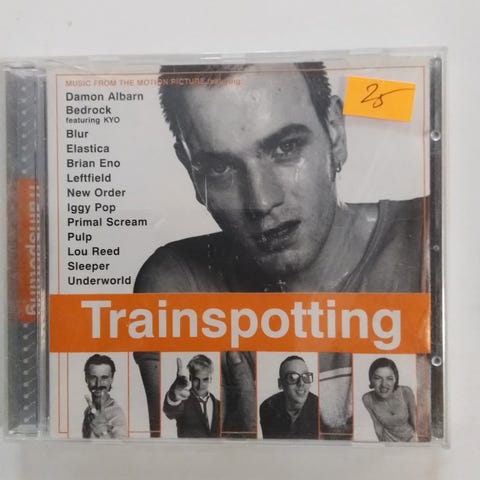 MUSIC FROM THE MOTION PICTURE featuring:
Damon Albarn
Bedrock
featuring KYO
Blur
Elastica
Brian Eno
Leftfield
New Order
Iggy Pop
Primal Scream
Pulp
Lou Reed
Sleeper
Underworld
25
Trainspotting
Trainspotting